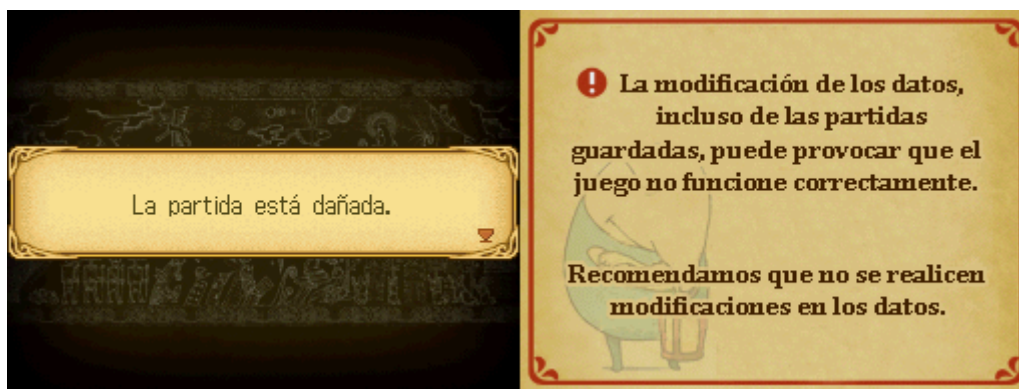 La partida está dañada.
La modificación de los datos,
incluso de las partidas
guardadas, puede provocar que el
juego no funcione correctamente.
Recomendamos que no se realicen
modificaciones en los datos.